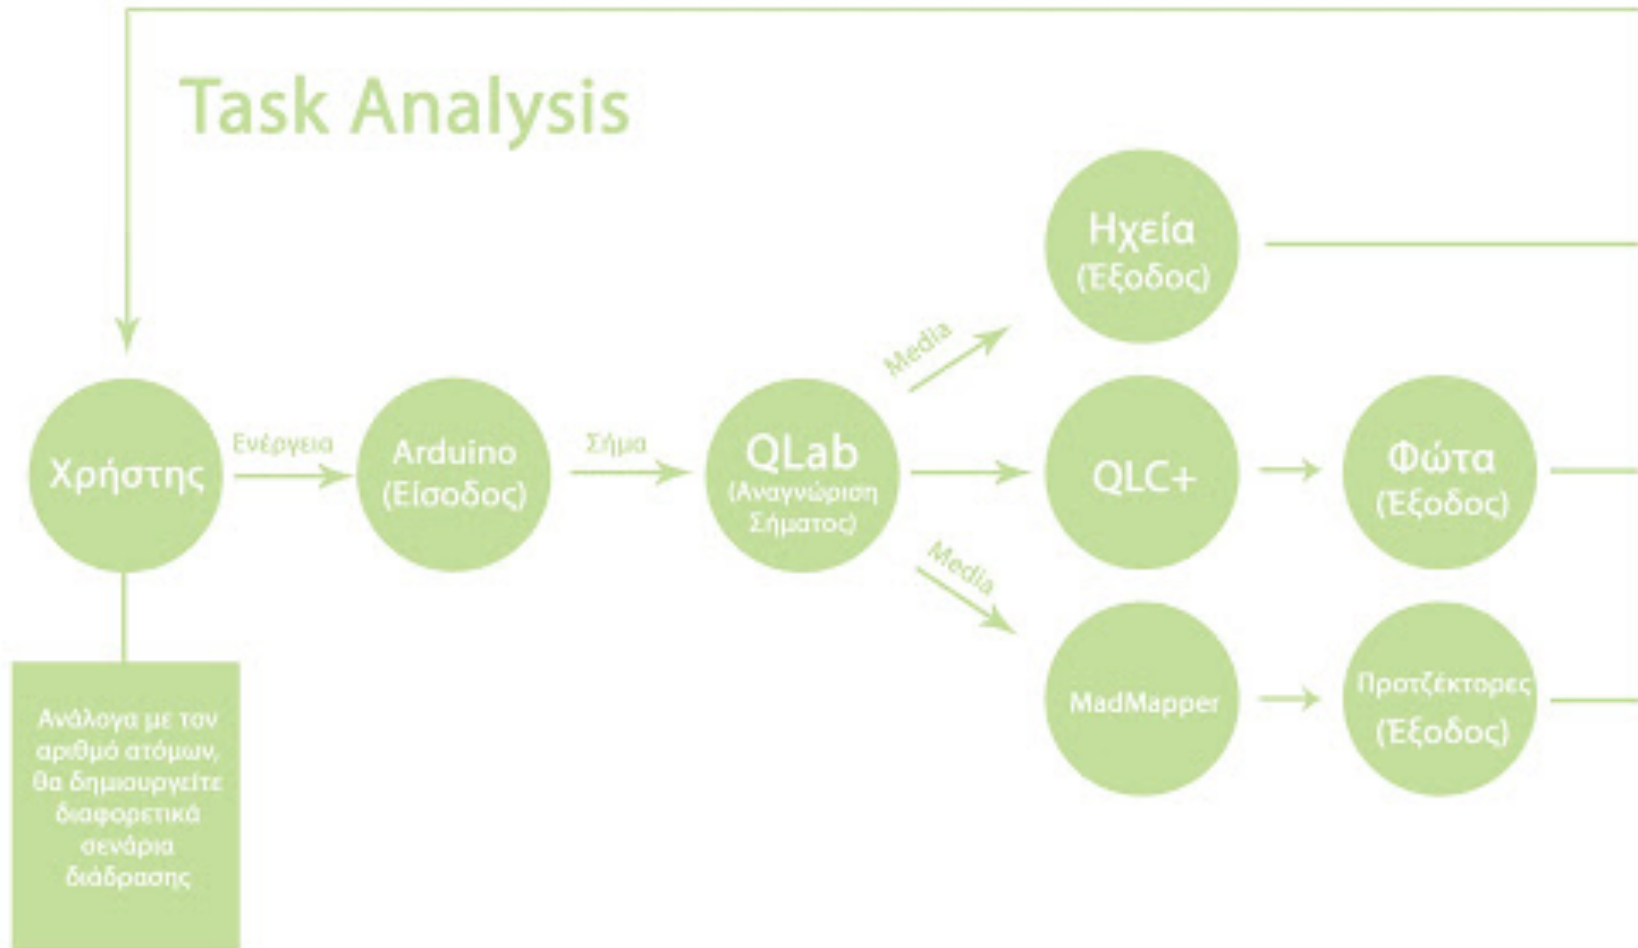 Task Analysis
Ηχεία
(Έξοδος)
Media
Χρήστης
Ενέργεια
Arduino
(Είσοδος)
Σήμα
QLab
(Αναγνώριση
Σήματος)
QLC+
Φώτα
(Έξοδος)
Media
MadMapper
Προτζέκτορες
(Έξοδος)
Ανάλογα με τον
αριθμό ατόμων,
θα δημιουργείτε
διαφορετικά
σενάρια
διάδρασης